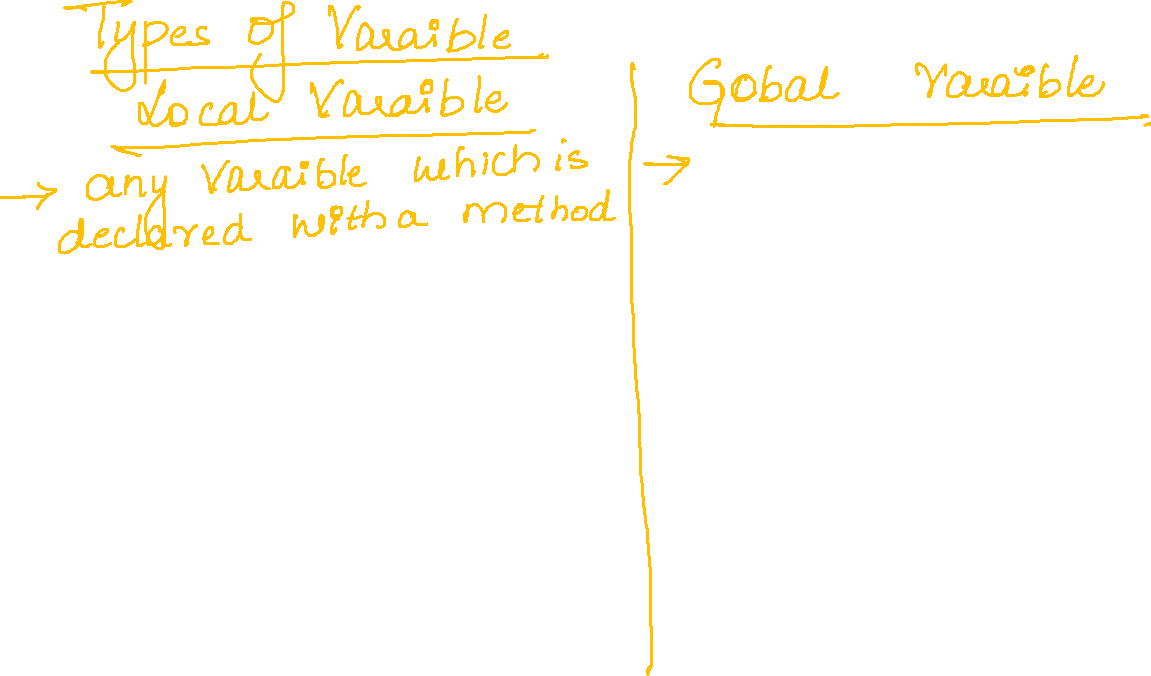 Types of Varaible
Local Varaible
→ any Varaible which is
declared with a method
Gobal Varaible
→